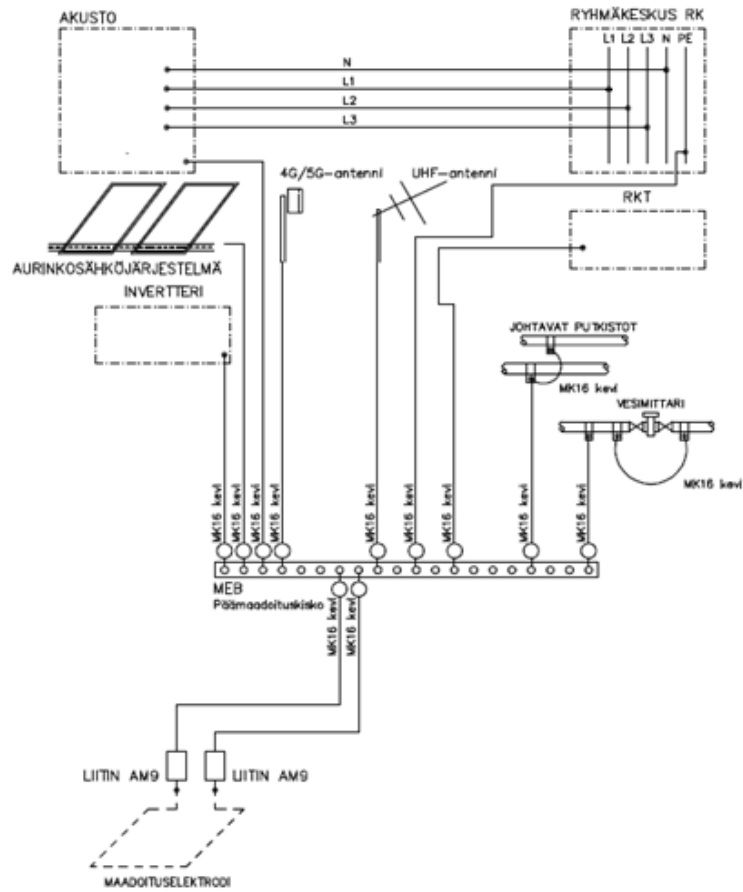 AKUSTO
RYHMÄKESKUS RK
L1 L2 L3 N PE
N
L1
L2
L3
4G/5G-antenni
UHF-antenni
RKT
AURINKOSÄHKÖJÄRJESTELMÄ
INVERTTERI
JOHTAVAT PUTKISTOT
MK16 kevi
VESIMITTARI
MK16 kevi
MK16 kevi
MK16 kevi
MK16 kevi
MK16 kevi
MK16 kevi
MK16 kevi
MK16 kevi
MK16 kevi
MK16 kevi
MEB
Päämaadoituskisko
MK16 kevi
MK16 kevi
LIITIN AM9
LIITIN AM9
MAADOITUSELEKTRODI